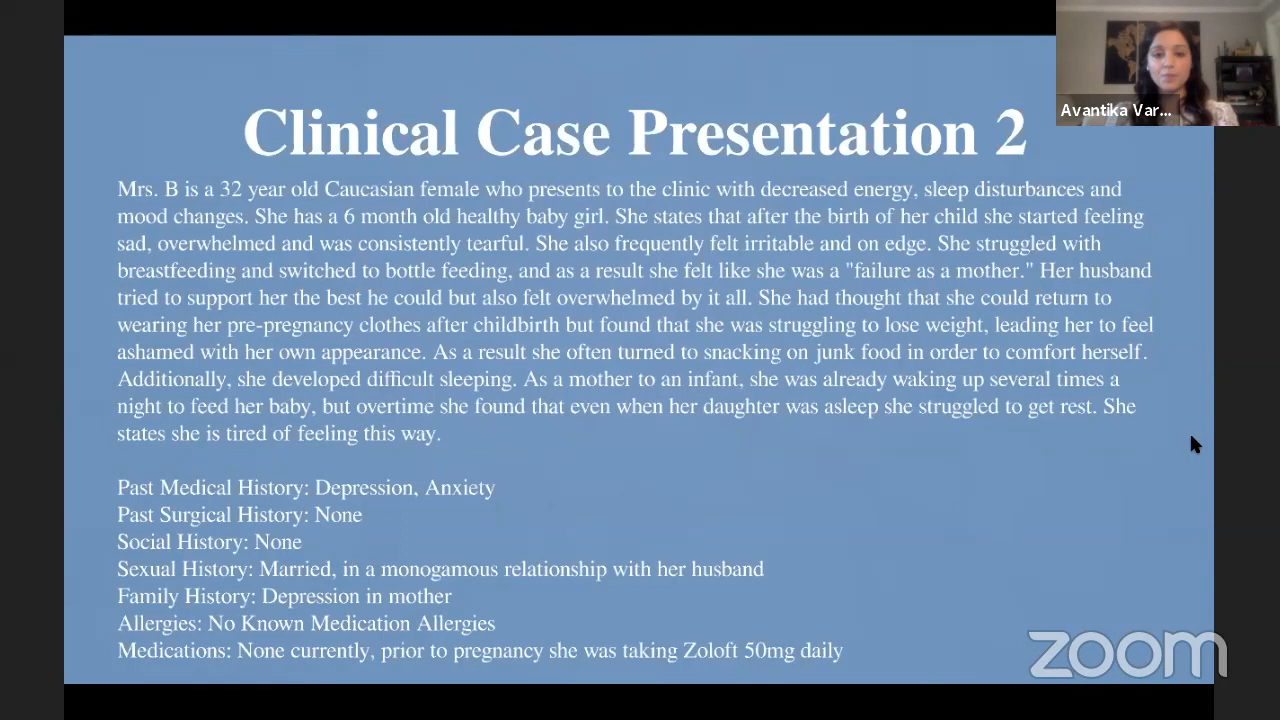 Clinical Case Presentation 2
Avantika Var...
Mrs. B is a 32 year old Caucasian female who presents to the clinic with decreased energy, sleep disturbances and
mood changes. She has a 6 month old healthy baby girl. She states that after the birth of her child she started feeling
sad, overwhelmed and was consistently tearful. She also frequently felt irritable and on edge. She struggled with
breastfeeding and switched to bottle feeding, and as a result she felt like she was a "failure as a mother." Her husband
tried to support her the best he could but also felt overwhelmed by it all. She had thought that she could return to
wearing her pre-pregnancy clothes after childbirth but found that she was struggling to lose weight, leading her to feel
ashamed with her own appearance. As a result she often turned to snacking on junk food in order to comfort herself.
Additionally, she developed difficult sleeping. As a mother to an infant, she was already waking up several times a
night to feed her baby, but overtime she found that even when her daughter was asleep she struggled to get rest. She
states she is tired of feeling this way.
Past Medical History: Depression, Anxiety
Past Surgical History: None
Social History: None
Sexual History: Married, in a monogamous relationship with her husband
Family History: Depression in mother
Allergies: No Known Medication Allergies
Medications: None currently, prior to pregnancy she was taking Zoloft 50mg daily
zoom